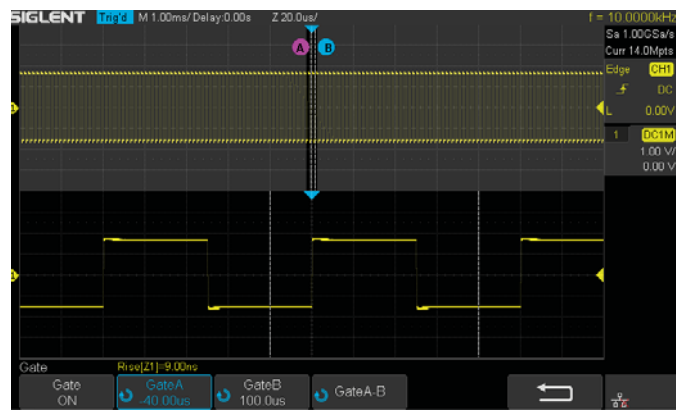 SIGLENT Trig'd M 1.00ms/ Delay:0.00s Z 20.0us/ f = 10.0000kHz
Sa 1.00GSa/s
Curr 14.0Mpts
A B
Edge CH1
DC
L 0.00V
1 DC1M
1.00 V/
0.00 V
1
1
Gate Rise[Z1]=9.00ns
Gate GateA GateB GateA-B
ON -40.00us 100.0us